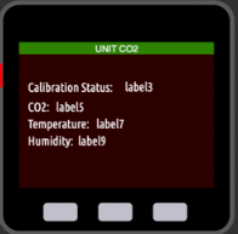 UNIT CO2
Calibration Status: label3
CO2: label5
Temperature: label7
Humidity: label9